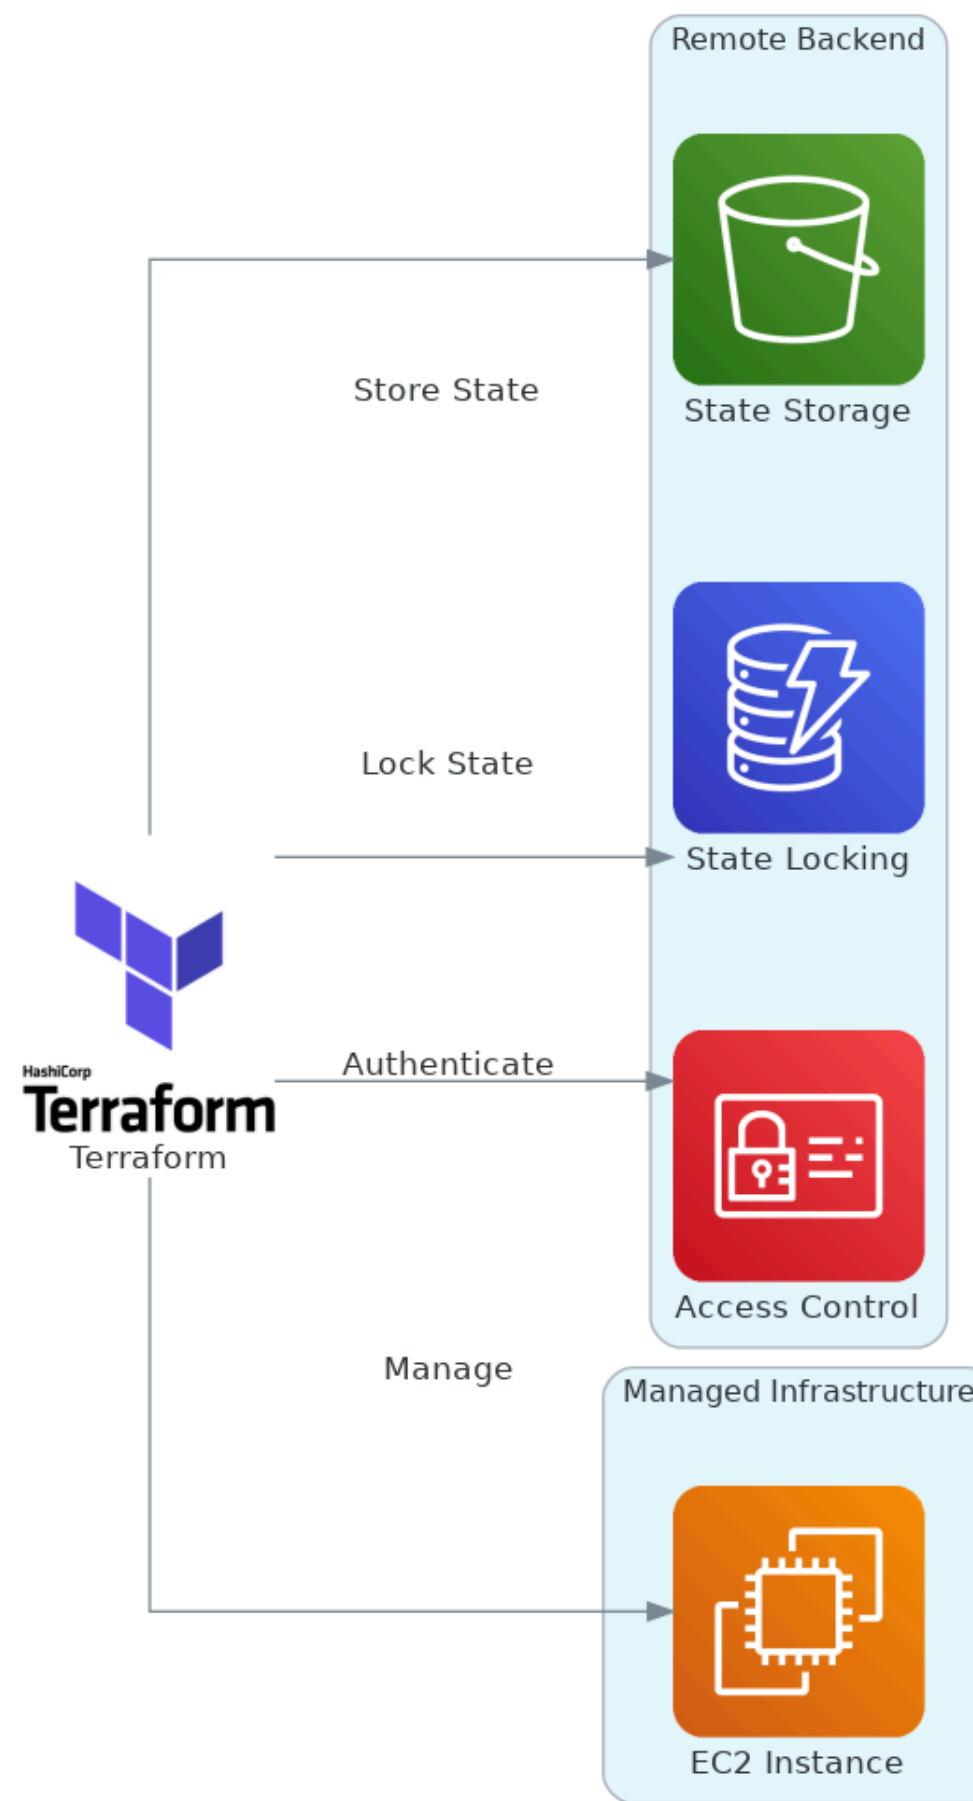 Remote Backend
Store State
State Storage
Lock State
State Locking
Authenticate
HashiCorp
Terraform
Terraform
Access Control
Manage
Managed Infrastructure
EC2 Instance